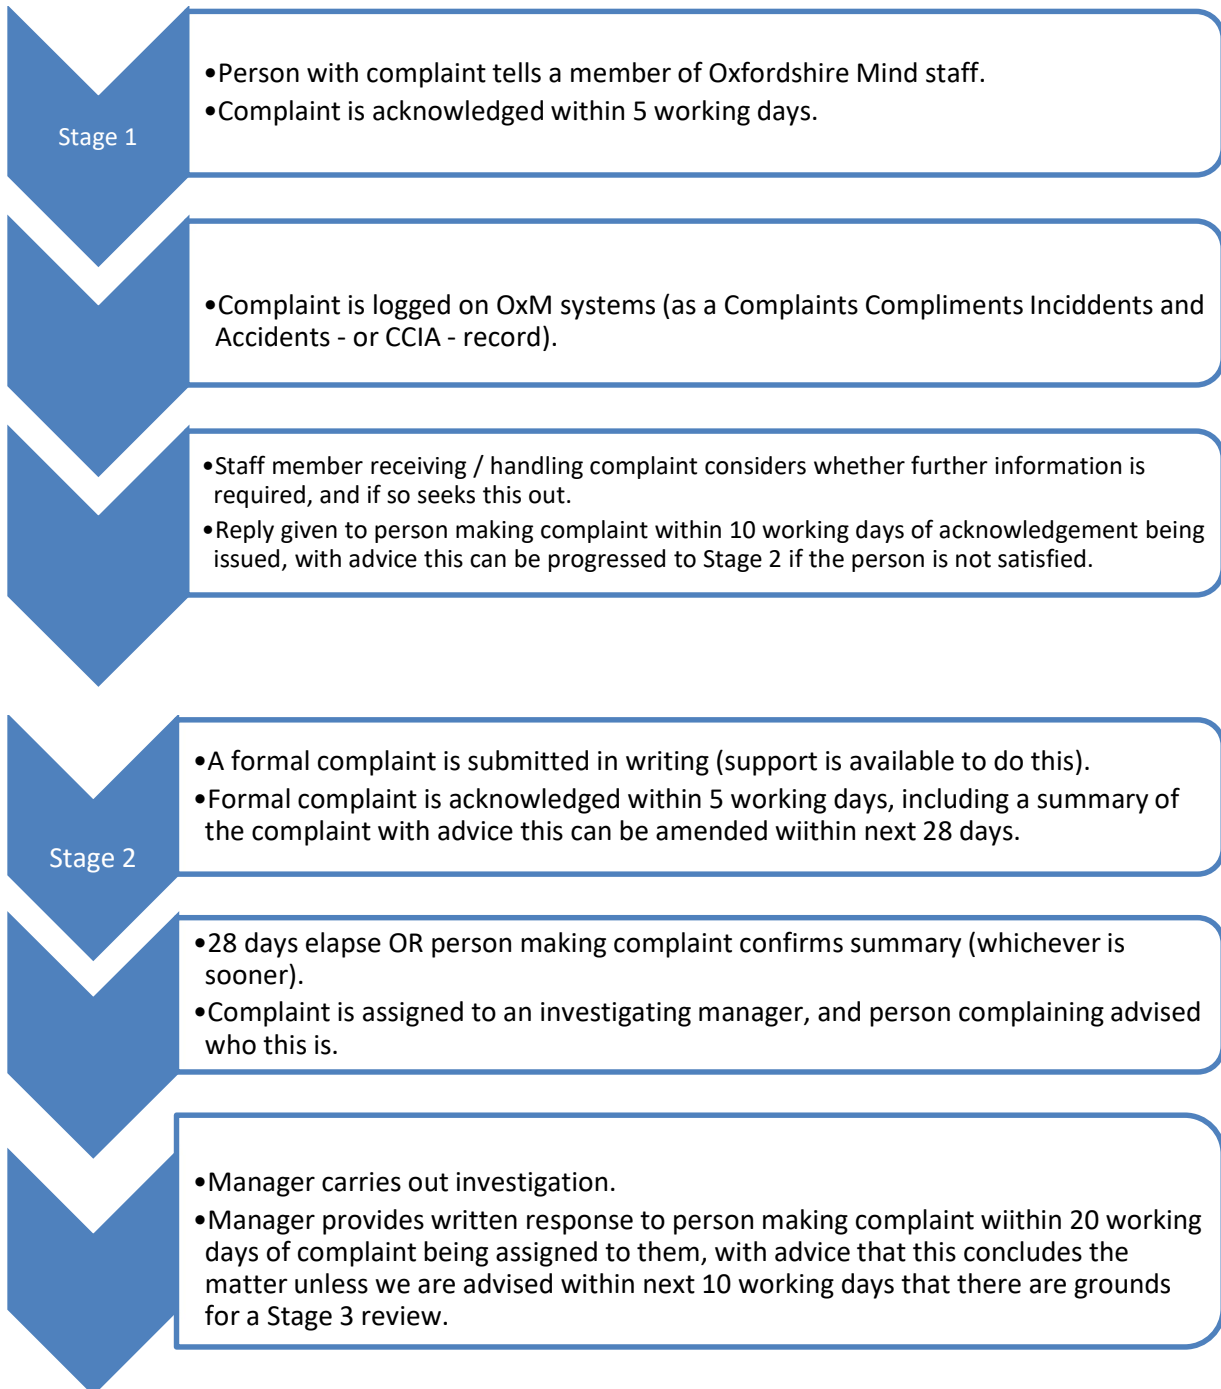 •Person with complaint tells a member of Oxfordshire Mind staff.
•Complaint is acknowledged within 5 working days.
Stage 1
•Complaint is logged on OxM systems (as a Complaints Compliments Inciddents and
Accidents - or CCIA - record).
•Staff member receiving / handling complaint considers whether further information is
required, and if so seeks this out.
•Reply given to person making complaint within 10 working days of acknowledgement being
issued, with advice this can be progressed to Stage 2 if the person is not satisfied.
•A formal complaint is submitted in writing (support is available to do this).
•Formal complaint is acknowledged within 5 working days, including a summary of
the complaint with advice this can be amended wiithin next 28 days.
Stage 2
•28 days elapse OR person making complaint confirms summary (whichever is
sooner).
•Complaint is assigned to an investigating manager, and person complaining advised
who this is.
•Manager carries out investigation.
•Manager provides written response to person making complaint wiithin 20 working
days of complaint being assigned to them, with advice that this concludes the
matter unless we are advised within next 10 working days that there are grounds
for a Stage 3 review.